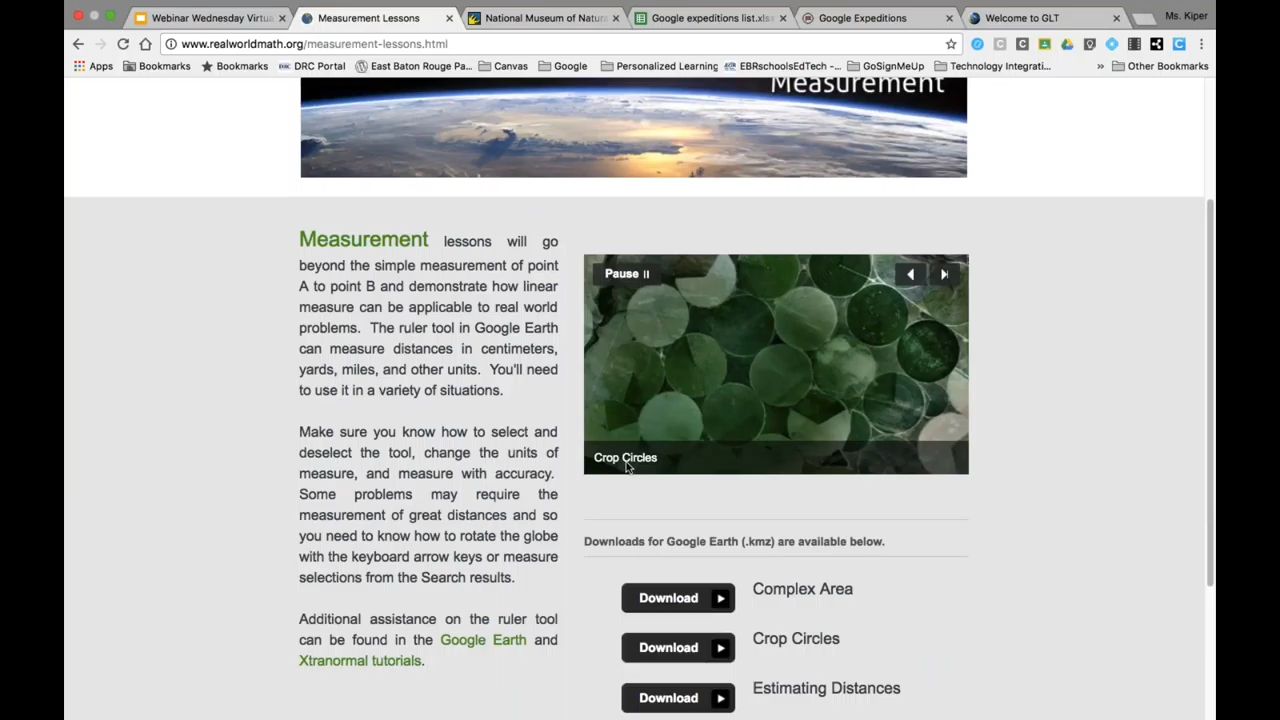 Webinar Wednesday Virtua
Measurement Lessons
National Museum of Natura
Google expeditions list.xlsx
Google Expeditions
Welcome to GLT
Ms. Kiper
www.realworldmath.org/measurement-lessons.html
Apps
Bookmarks
Bookmarks
DRC Portal
East Baton Rouge Pa...
Canvas
Google
Personalized Learning
EBRschoolsEdTech -...
GoSignMeUp
Technology Integrati...
»
Other Bookmarks
Measurement
Measurement lessons will go
beyond the simple measurement of point
A to point B and demonstrate how linear
measure can be applicable to real world
problems. The ruler tool in Google Earth
can measure distances in centimeters,
yards, miles, and other units. You'll need
to use it in a variety of situations.
Make sure you know how to select and
deselect the tool, change the units of
measure, and measure with accuracy.
Some problems may require the
measurement of great distances and so
you need to know how to rotate the globe
with the keyboard arrow keys or measure
selections from the Search results.
Additional assistance on the ruler tool
can be found in the Google Earth and
Xtranormal tutorials.
Pause
Crop Circles
Downloads for Google Earth (.kmz) are available below.
Download Complex Area
Download Crop Circles
Download Estimating Distances